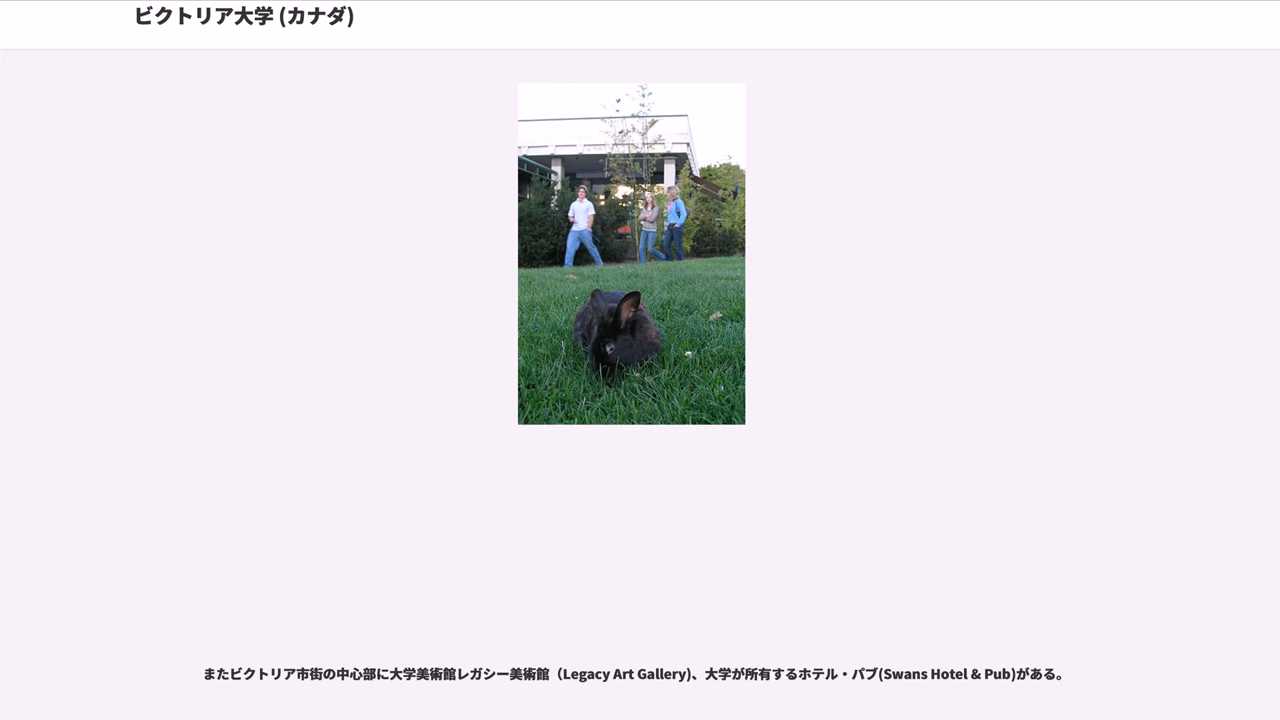 ビクトリア大学 (カナダ)
またビクトリア市街の中心部に大学美術館レガシー美術館（Legacy Art Gallery)、大学が所有するホテル・パブ(Swans Hotel & Pub)がある。